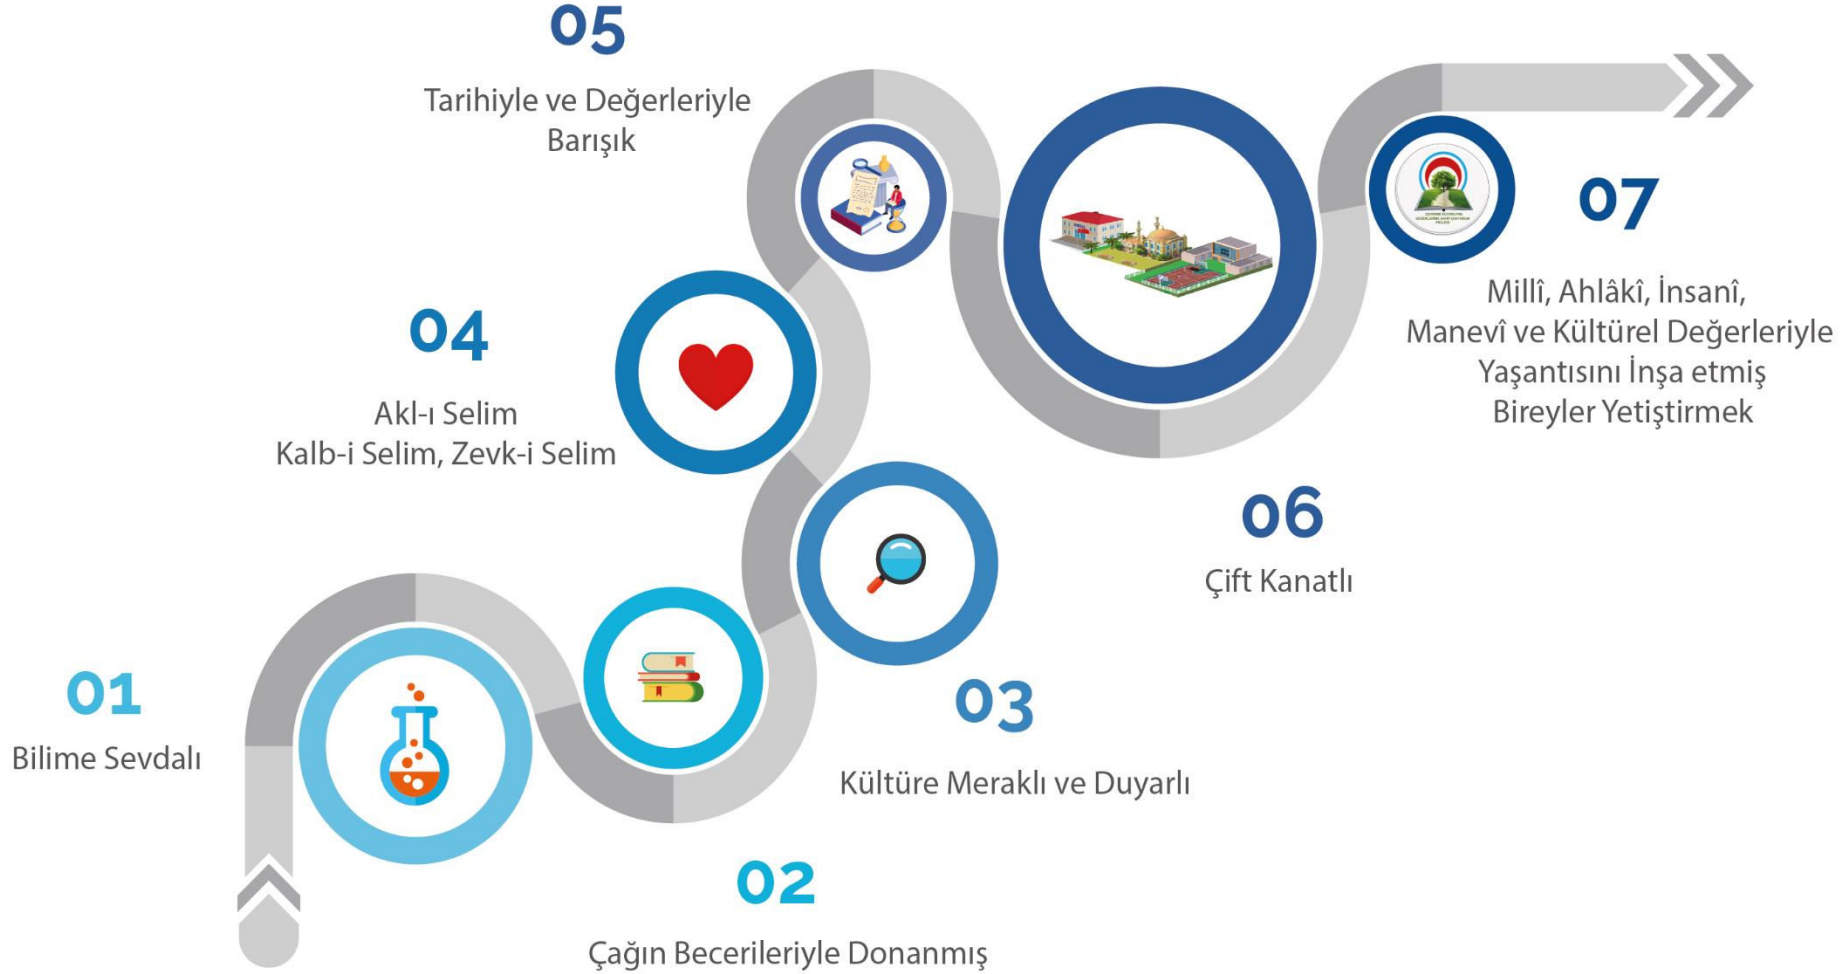 01
Bilime Sevdalı
02
Çağın Becerileriyle Donanmış
03
Kültüre Meraklı ve Duyarlı
04
Akl-ı Selim
Kalb-i Selim, Zevk-i Selim
05
Tarihiyle ve Değerleriyle
Barışık
06
Çift Kanatlı
07
Millî, Ahlâkî, İnsanî,
Manevî ve Kültürel Değerleriyle
Yaşantısını İnşa etmiş
Bireyler Yetiştirmek